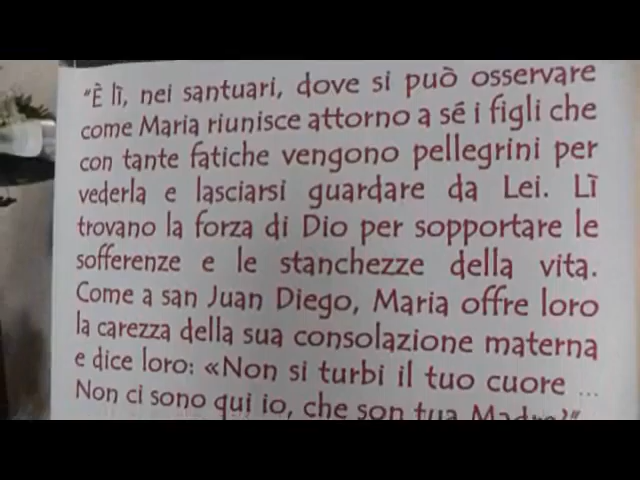 "È lì, nei santuari, dove si può osservare
come Maria riunisce attorno a sé i figli che
con tante fatiche vengono pellegrini per
vederla e lasciarsi guardare da Lei. Lì
trovano la forza di Dio per sopportare le
sofferenze e le stanchezze della vita.
Come a san Juan Diego, Maria offre loro
la carezza della sua consolazione materna
e dice loro: «Non si turbi il tuo cuore ...
Non ci sono qui io, che son tua Madre?"